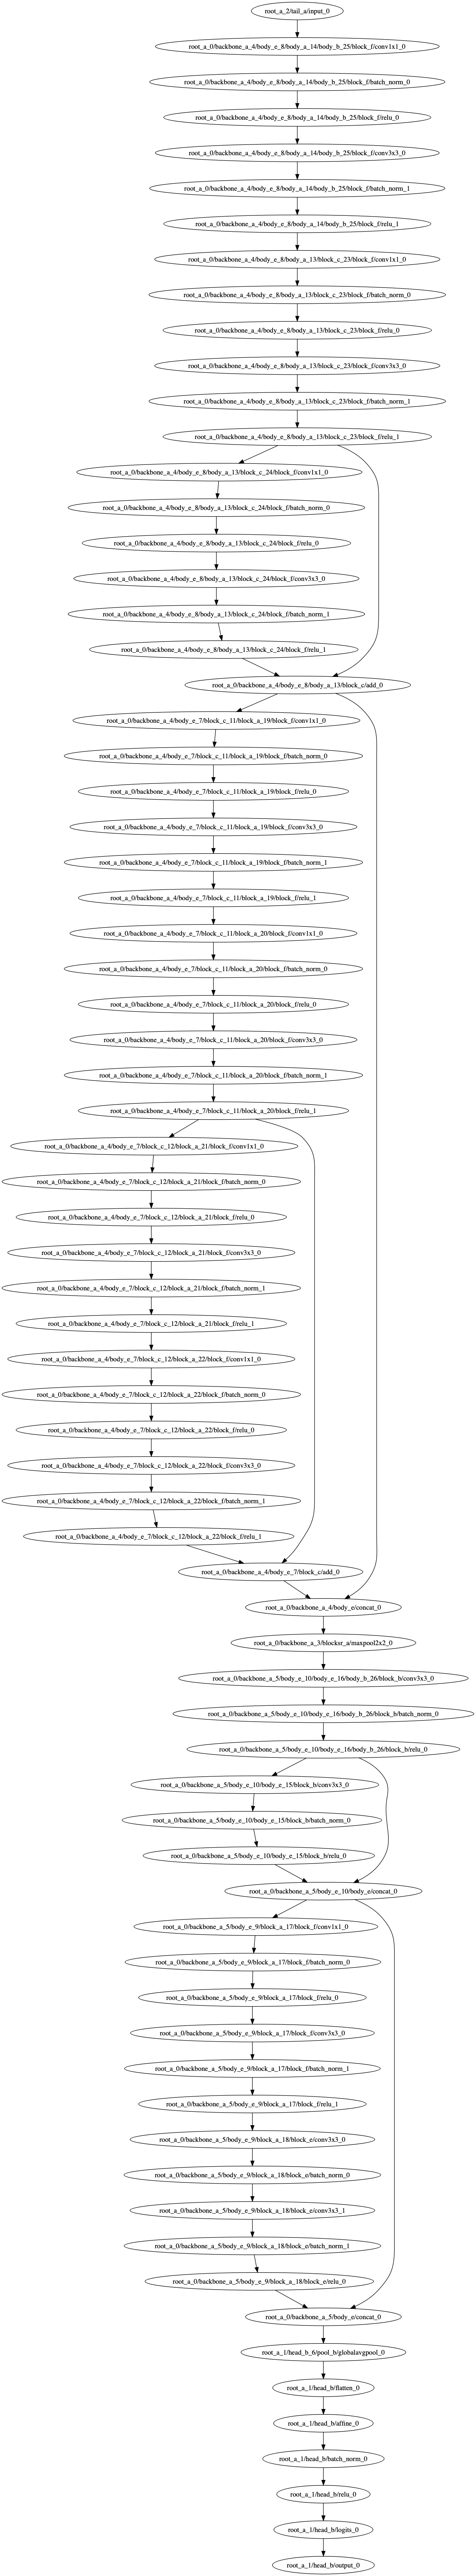 root_a_2/tail_a/input_0
root_a_0/backbone_a_4/body_e_8/body_a_14/body_b_25/block_f/conv1x1_0
root_a_0/backbone_a_4/body_e_8/body_a_14/body_b_25/block_f/batch_norm_0
root_a_0/backbone_a_4/body_e_8/body_a_14/body_b_25/block_f/relu_0
root_a_0/backbone_a_4/body_e_8/body_a_14/body_b_25/block_f/conv3x3_0
root_a_0/backbone_a_4/body_e_8/body_a_14/body_b_25/block_f/batch_norm_1
root_a_0/backbone_a_4/body_e_8/body_a_14/body_b_25/block_f/relu_1
root_a_0/backbone_a_4/body_e_8/body_a_13/block_c_23/block_f/conv1x1_0
root_a_0/backbone_a_4/body_e_8/body_a_13/block_c_23/block_f/batch_norm_0
root_a_0/backbone_a_4/body_e_8/body_a_13/block_c_23/block_f/relu_0
root_a_0/backbone_a_4/body_e_8/body_a_13/block_c_23/block_f/conv3x3_0
root_a_0/backbone_a_4/body_e_8/body_a_13/block_c_23/block_f/batch_norm_1
root_a_0/backbone_a_4/body_e_8/body_a_13/block_c_23/block_f/relu_1
root_a_0/backbone_a_4/body_e_8/body_a_13/block_c_24/block_f/conv1x1_0
root_a_0/backbone_a_4/body_e_8/body_a_13/block_c_24/block_f/batch_norm_0
root_a_0/backbone_a_4/body_e_8/body_a_13/block_c_24/block_f/relu_0
root_a_0/backbone_a_4/body_e_8/body_a_13/block_c_24/block_f/conv3x3_0
root_a_0/backbone_a_4/body_e_8/body_a_13/block_c_24/block_f/batch_norm_1
root_a_0/backbone_a_4/body_e_8/body_a_13/block_c_24/block_f/relu_1
root_a_0/backbone_a_4/body_e_8/body_a_13/block_c/add_0
root_a_0/backbone_a_4/body_e_7/block_c_11/block_a_19/block_f/conv1x1_0
root_a_0/backbone_a_4/body_e_7/block_c_11/block_a_19/block_f/batch_norm_0
root_a_0/backbone_a_4/body_e_7/block_c_11/block_a_19/block_f/relu_0
root_a_0/backbone_a_4/body_e_7/block_c_11/block_a_19/block_f/conv3x3_0
root_a_0/backbone_a_4/body_e_7/block_c_11/block_a_19/block_f/batch_norm_1
root_a_0/backbone_a_4/body_e_7/block_c_11/block_a_19/block_f/relu_1
root_a_0/backbone_a_4/body_e_7/block_c_11/block_a_20/block_f/conv1x1_0
root_a_0/backbone_a_4/body_e_7/block_c_11/block_a_20/block_f/batch_norm_0
root_a_0/backbone_a_4/body_e_7/block_c_11/block_a_20/block_f/relu_0
root_a_0/backbone_a_4/body_e_7/block_c_11/block_a_20/block_f/conv3x3_0
root_a_0/backbone_a_4/body_e_7/block_c_11/block_a_20/block_f/batch_norm_1
root_a_0/backbone_a_4/body_e_7/block_c_11/block_a_20/block_f/relu_1
root_a_0/backbone_a_4/body_e_7/block_c_12/block_a_21/block_f/conv1x1_0
root_a_0/backbone_a_4/body_e_7/block_c_12/block_a_21/block_f/batch_norm_0
root_a_0/backbone_a_4/body_e_7/block_c_12/block_a_21/block_f/relu_0
root_a_0/backbone_a_4/body_e_7/block_c_12/block_a_21/block_f/conv3x3_0
root_a_0/backbone_a_4/body_e_7/block_c_12/block_a_21/block_f/batch_norm_1
root_a_0/backbone_a_4/body_e_7/block_c_12/block_a_21/block_f/relu_1
root_a_0/backbone_a_4/body_e_7/block_c_12/block_a_22/block_f/conv1x1_0
root_a_0/backbone_a_4/body_e_7/block_c_12/block_a_22/block_f/batch_norm_0
root_a_0/backbone_a_4/body_e_7/block_c_12/block_a_22/block_f/relu_0
root_a_0/backbone_a_4/body_e_7/block_c_12/block_a_22/block_f/conv3x3_0
root_a_0/backbone_a_4/body_e_7/block_c_12/block_a_22/block_f/batch_norm_1
root_a_0/backbone_a_4/body_e_7/block_c_12/block_a_22/block_f/relu_1
root_a_0/backbone_a_4/body_e_7/block_c/add_0
root_a_0/backbone_a_4/body_e/concat_0
root_a_0/backbone_a_3/blocksr_a/maxpool2x2_0
root_a_0/backbone_a_5/body_e_10/body_e_16/body_b_26/block_b/conv3x3_0
root_a_0/backbone_a_5/body_e_10/body_e_16/body_b_26/block_b/batch_norm_0
root_a_0/backbone_a_5/body_e_10/body_e_16/body_b_26/block_b/relu_0
root_a_0/backbone_a_5/body_e_10/body_e_15/block_b/conv3x3_0
root_a_0/backbone_a_5/body_e_10/body_e_15/block_b/batch_norm_0
root_a_0/backbone_a_5/body_e_10/body_e_15/block_b/relu_0
root_a_0/backbone_a_5/body_e_10/body_e/concat_0
root_a_0/backbone_a_5/body_e_9/block_a_17/block_f/conv1x1_0
root_a_0/backbone_a_5/body_e_9/block_a_17/block_f/batch_norm_0
root_a_0/backbone_a_5/body_e_9/block_a_17/block_f/relu_0
root_a_0/backbone_a_5/body_e_9/block_a_17/block_f/conv3x3_0
root_a_0/backbone_a_5/body_e_9/block_a_17/block_f/batch_norm_1
root_a_0/backbone_a_5/body_e_9/block_a_17/block_f/relu_1
root_a_0/backbone_a_5/body_e_9/block_a_18/block_e/conv3x3_0
root_a_0/backbone_a_5/body_e_9/block_a_18/block_e/batch_norm_0
root_a_0/backbone_a_5/body_e_9/block_a_18/block_e/conv3x3_1
root_a_0/backbone_a_5/body_e_9/block_a_18/block_e/batch_norm_1
root_a_0/backbone_a_5/body_e_9/block_a_18/block_e/relu_0
root_a_0/backbone_a_5/body_e/concat_0
root_a_1/head_b_6/pool_b/globalavgpool_0
root_a_1/head_b/flatten_0
root_a_1/head_b/affine_0
root_a_1/head_b/batch_norm_0
root_a_1/head_b/relu_0
root_a_1/head_b/logits_0
root_a_1/head_b/output_0